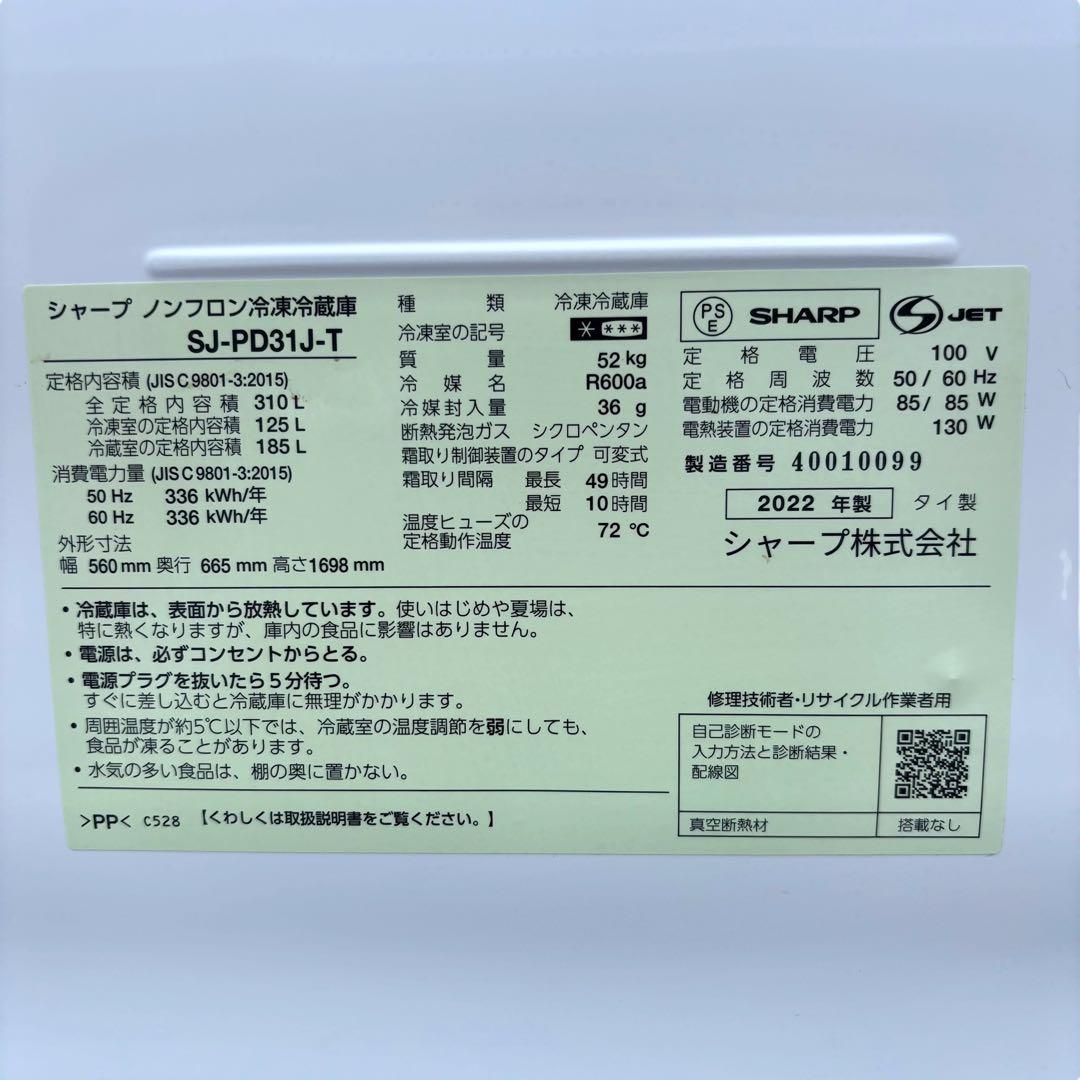 シャープ ノンフロン冷凍冷蔵庫
SJ-PD31J-T
定格内容積 (JIS C 9801-3:2015)
全定格内容積 310 L
冷凍室の定格内容積 125 L
冷蔵室の定格内容積 185 L
消費電力量 (JIS C 9801-3:2015)
50 Hz 336 kWh/年
60 Hz 336 kWh/年
外形寸法
幅 560 mm 奥行 665 mm 高さ 1698 mm
種類 冷凍冷蔵庫
冷凍室の記号 * ***
質量 52 kg
冷媒名 R600a
冷媒封入量 36 g
断熱発泡ガス シクロペンタン
霜取り制御装置のタイプ 可変式
霜取り間隔 最長 49 時間
最短 10 時間
温度ヒューズの
定格動作温度 72 ℃
PSE SHARP JET
定格電圧 100 V
定格周波数 50 / 60 Hz
電動機の定格消費電力 85 / 85 W
電熱装置の定格消費電力 130 W
製造番号 40010099
2022 年製 タイ製
シャープ株式会社
・冷蔵庫は、表面から放熱しています。使いはじめや夏場は、
特に熱くなりますが、庫内の食品に影響はありません。
・電源は、必ずコンセントからとる。
・電源プラグを抜いたら5分待つ。
すぐに差し込むと冷蔵庫に無理がかかります。
・周囲温度が約5℃以下では、冷蔵室の温度調節を弱にしても、
食品が凍ることがあります。
・水気の多い食品は、棚の奥に置かない。
>PP< C528 【くわしくは取扱説明書をご覧ください。】
修理技術者・リサイクル作業者用
自己診断モードの
入力方法と診断結果・
配線図
真空断熱材 搭載なし